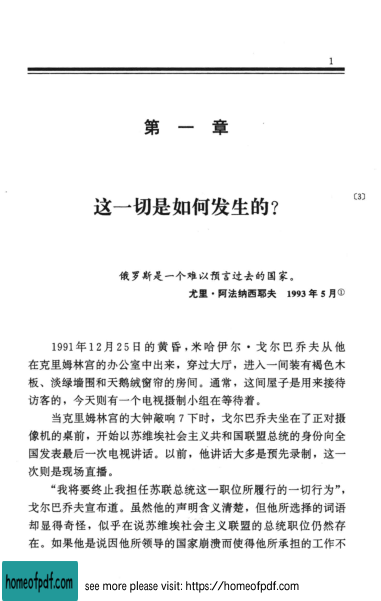 1
第一章
这一切是如何发生的?
〔3〕
俄罗斯是一个难以预言过去的国家。
尤里·阿法纳西耶夫 1993年5月①
1991年12月25日的黄昏,米哈伊尔·戈尔巴乔夫从他
在克里姆林宫的办公室中出来,穿过大厅,进入一间装有褐色木
板、淡绿墙围和天鹅绒窗帘的房间。通常,这间屋子是用来接待
访客的,今天则有一个电视摄制小组在等待着。
当克里姆林宫的大钟敲响7下时,戈尔巴乔夫坐在了正对摄
像机的桌前,开始以苏维埃社会主义共和国联盟总统的身份向全
国发表最后一次电视讲话。以前,他讲话大多是预先录制,这一
次则是现场直播。
“我将要终止我担任苏联总统这一职位所履行的一切行为”,
戈尔巴乔夫宣布道。虽然他的声明含义清楚,但他所选择的词语
却显得奇怪,似乎在说苏维埃社会主义联盟的总统职位仍然存
在。如果他是说因他所领导的国家崩溃而使得他所承担的工作不
homeofpdf.com
see more please visit: https://homeofpdf.com